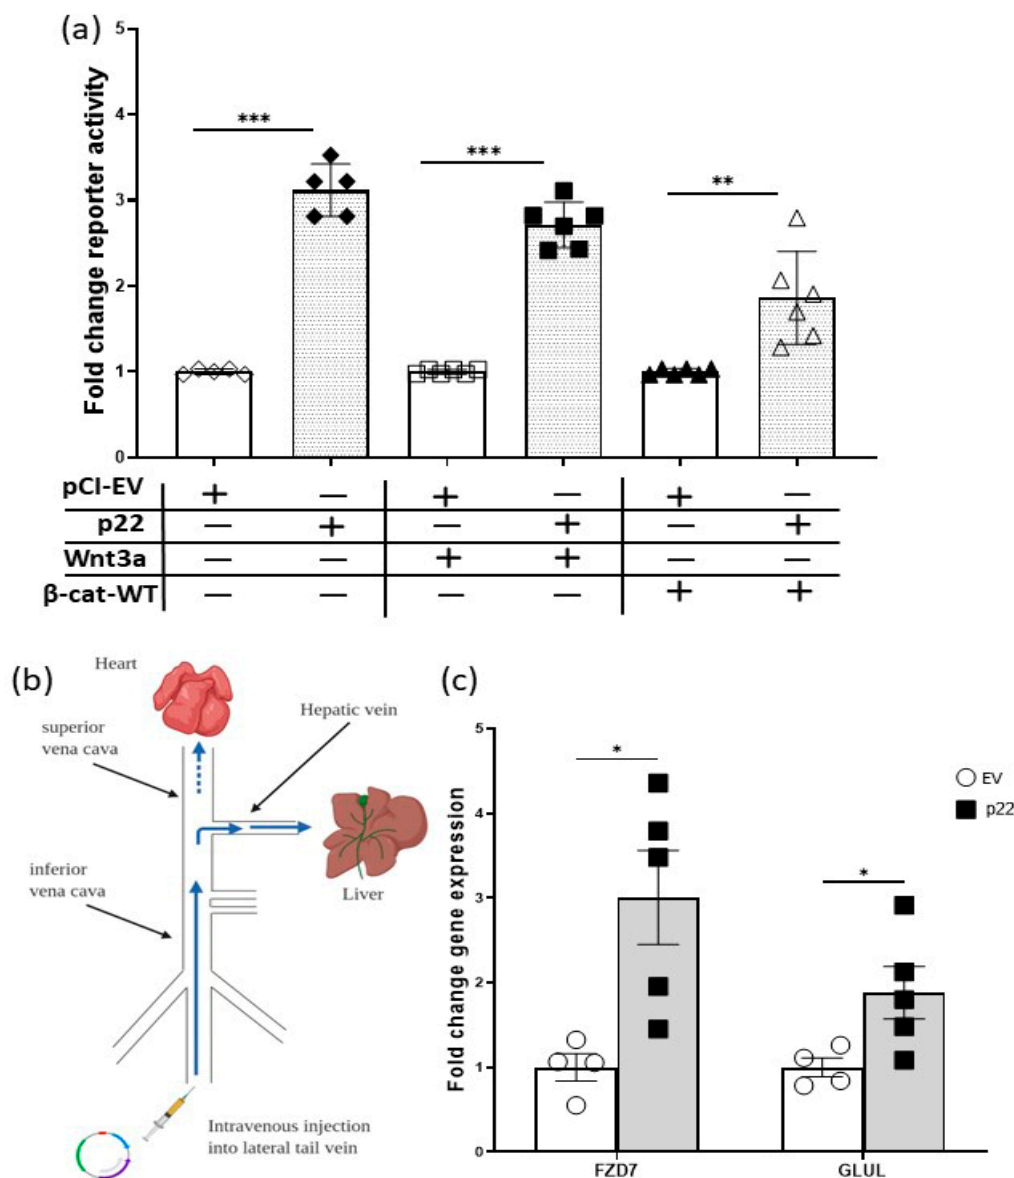 (a)
Fold change reporter activity
5
4
3
2
1
0
***
***
**
pCI-EV + — + — + —
p22 — + — + — +
Wnt3a — — + + — —
β-cat-WT — — — — + +
(b)
Heart
Hepatic vein
superior
vena cava
inferior
vena cava
Liver
Intravenous injection
into lateral tail vein
(c)
Fold change gene expression
5
4
3
2
1
0
*
*
EV
p22
FZD7 GLUL